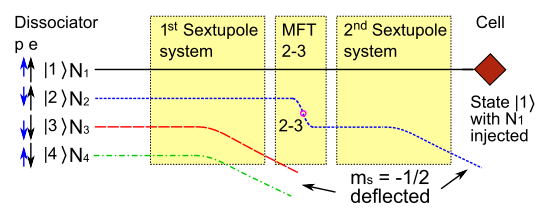 Dissociator
p e
1st Sextupole system
MFT 2-3
2nd Sextupole system
Cell
|1⟩N1
|2⟩N2
|3⟩N3
|4⟩N4
2-3
State |1⟩
with N1
injected
ms = -1/2
deflected